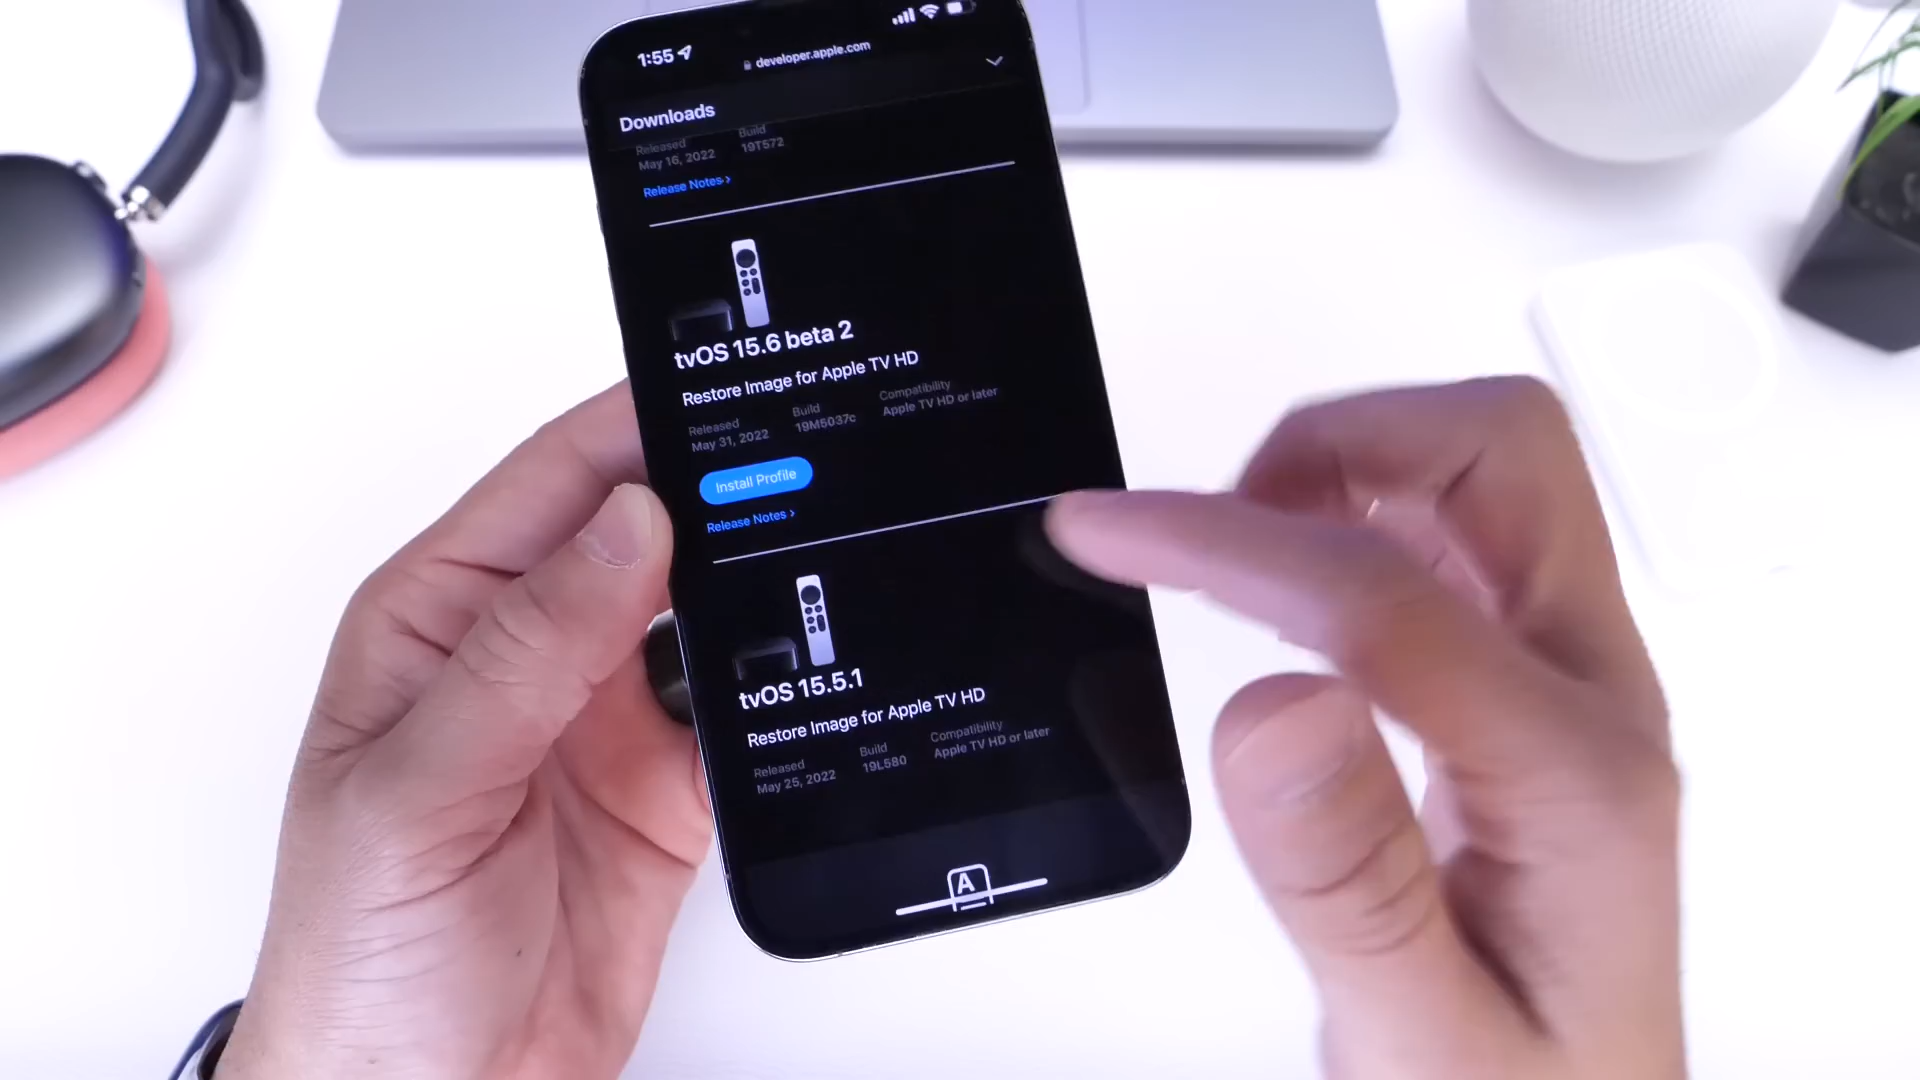 1:55
developer.apple.com
Downloads
Released
May 16, 2022
Build
19T572
Release Notes >
tvOS 15.6 beta 2
Restore Image for Apple TV HD
Released
May 31, 2022
Build
19M5037c
Compatibility
Apple TV HD or later
Install Profile
Release Notes >
tvOS 15.5.1
Restore Image for Apple TV HD
Released
May 25, 2022
Build
19L580
Compatibility
Apple TV HD or later
A